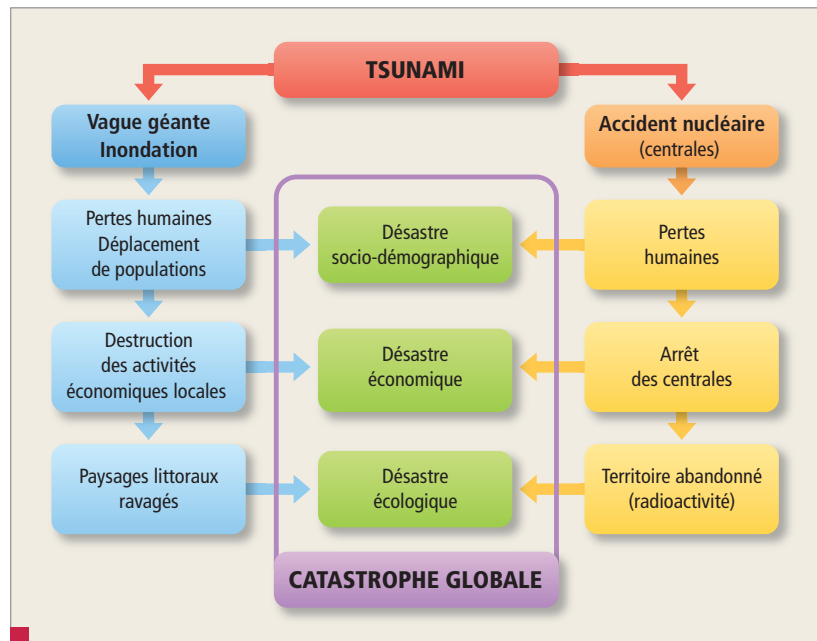 TSUNAMI
Vague géante
Inondation
Accident nucléaire
(centrales)
Pertes humaines
Déplacement
de populations
Désastre
socio-démographique
Pertes
humaines
Destruction
des activités
économiques locales
Désastre
économique
Arrêt
des centrales
Paysages littoraux
ravagés
Désastre
écologique
Territoire abandonné
(radioactivité)
CATASTROPHE GLOBALE